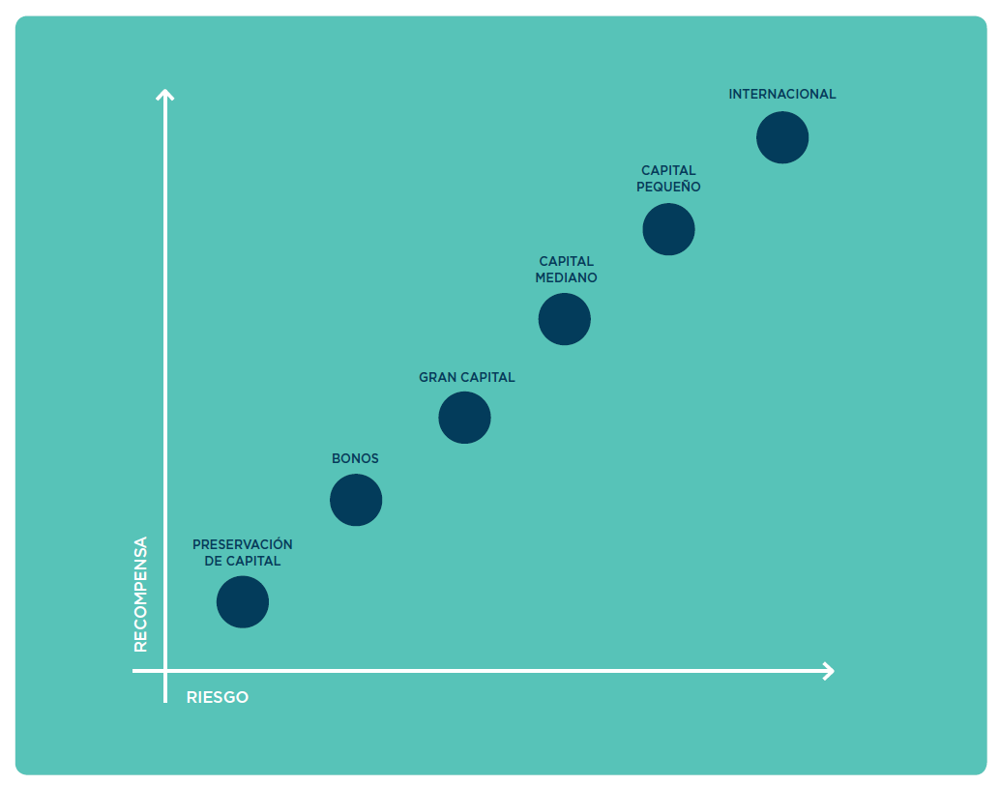 INTERNACIONAL
CAPITAL
PEQUEÑO
CAPITAL
MEDIANO
GRAN CAPITAL
BONOS
PRESERVACIÓN
DE CAPITAL
RECOMPENSA
RIESGO